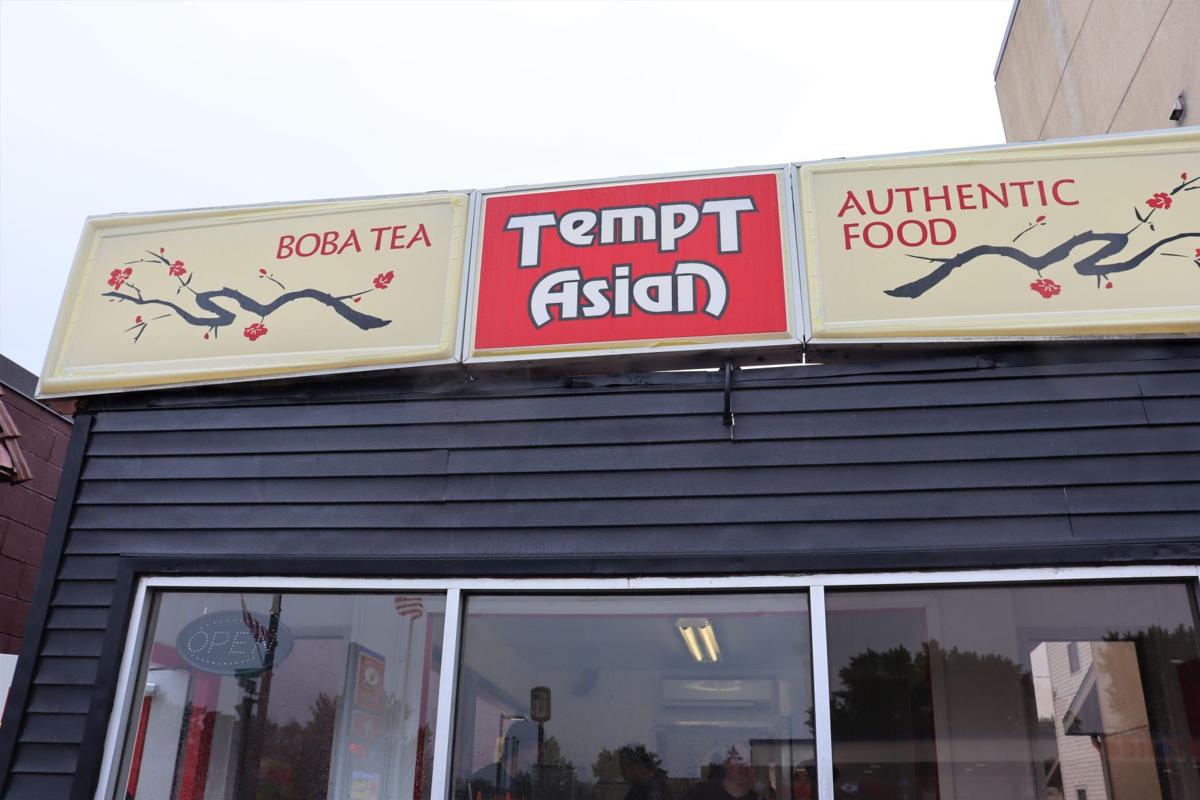 BOBA TEA
Tempt
Asian
AUTHENTIC
FOOD
OPEN